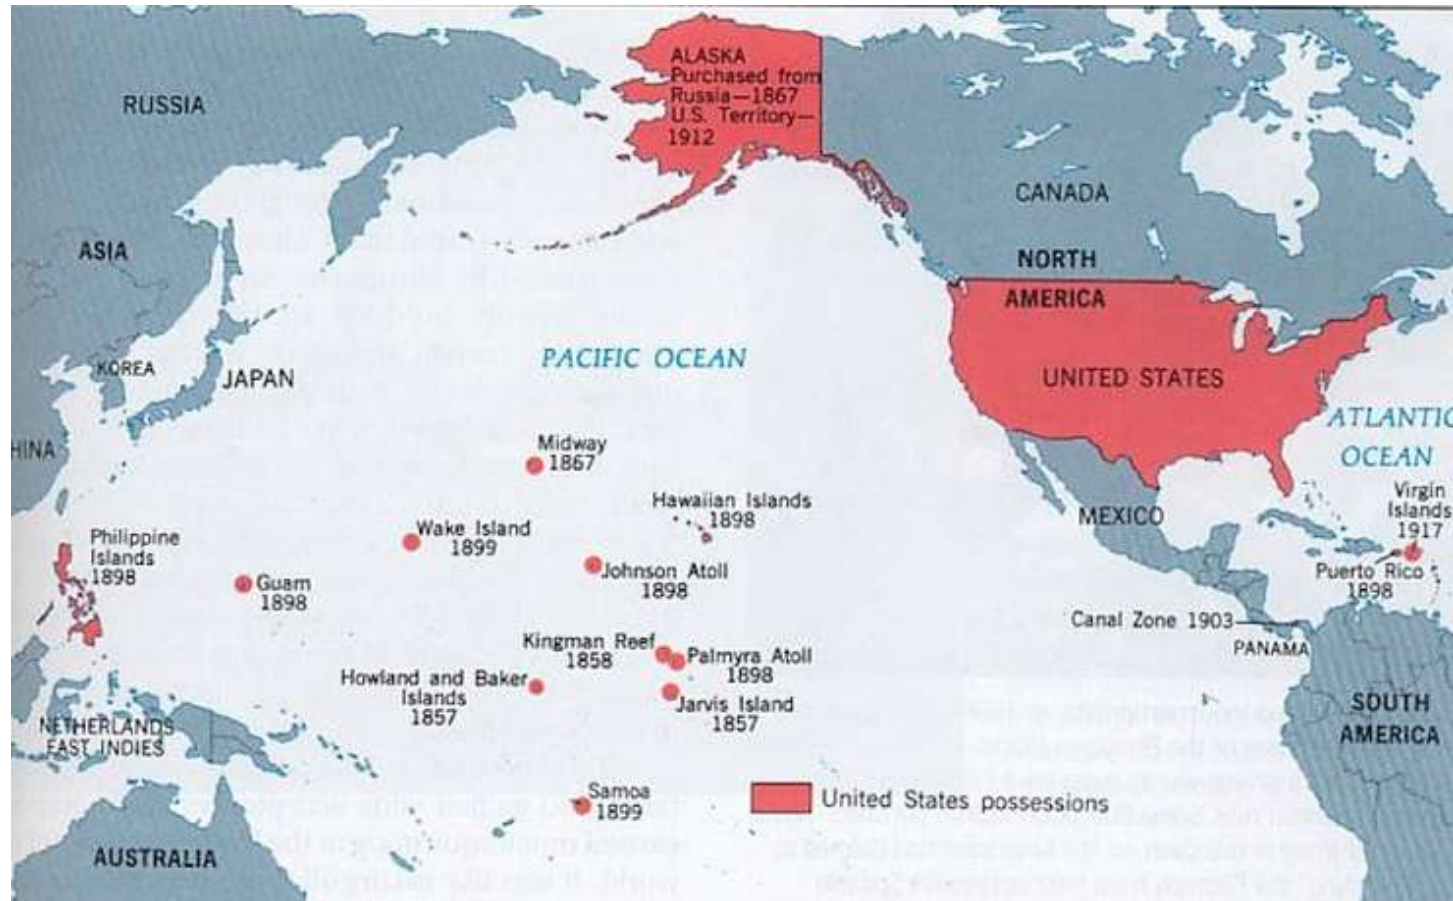 ALASKA
Purchased from
Russia—1867
U.S. Territory—
1912
RUSSIA
CANADA
ASIA
NORTH
AMERICA
KOREA
JAPAN
PACIFIC OCEAN
UNITED STATES
ATLANTIC
OCEAN
HINA
Midway
1867
Hawaiian Islands
1898
MEXICO
Virgin
Islands
1917
Philippine
Islands
1898
Wake Island
1899
Guam
1898
Johnson Atoll
1898
Puerto Rico
1898
Canal Zone 1903
PANAMA
Kingman Reef
1858
Palmyra Atoll
1898
Howland and Baker
Islands
1857
Jarvis Island
1857
NETHERLANDS
EAST INDIES
SOUTH
AMERICA
Samoa
1899
United States possessions
AUSTRALIA